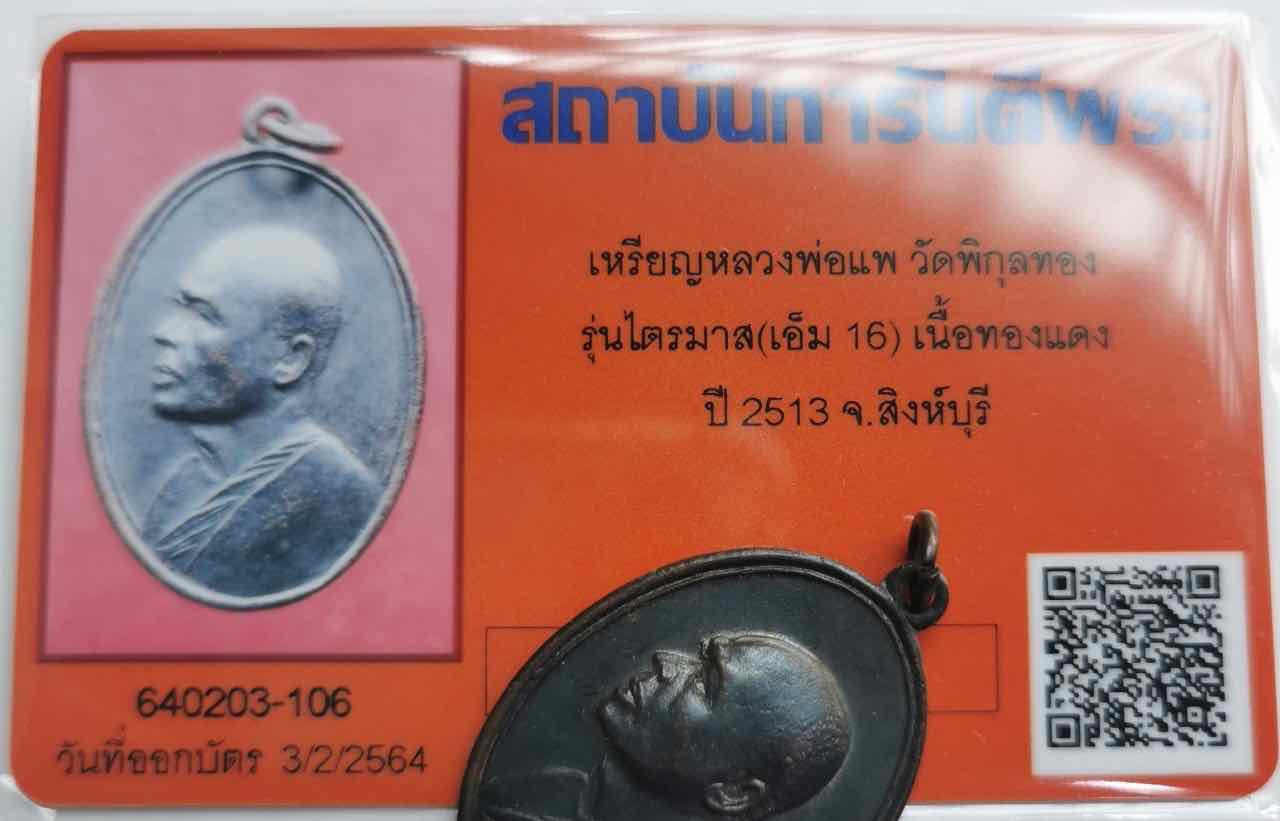 สถาบันการันตีพระ
เหรียญหลวงพ่อแพ วัดพิกุลทอง
รุ่นไตรมาส(เอ็ม 16) เนื้อทองแดง
ปี 2513 จ.สิงห์บุรี
640203-106
วันที่ออกบัตร 3/2/2564